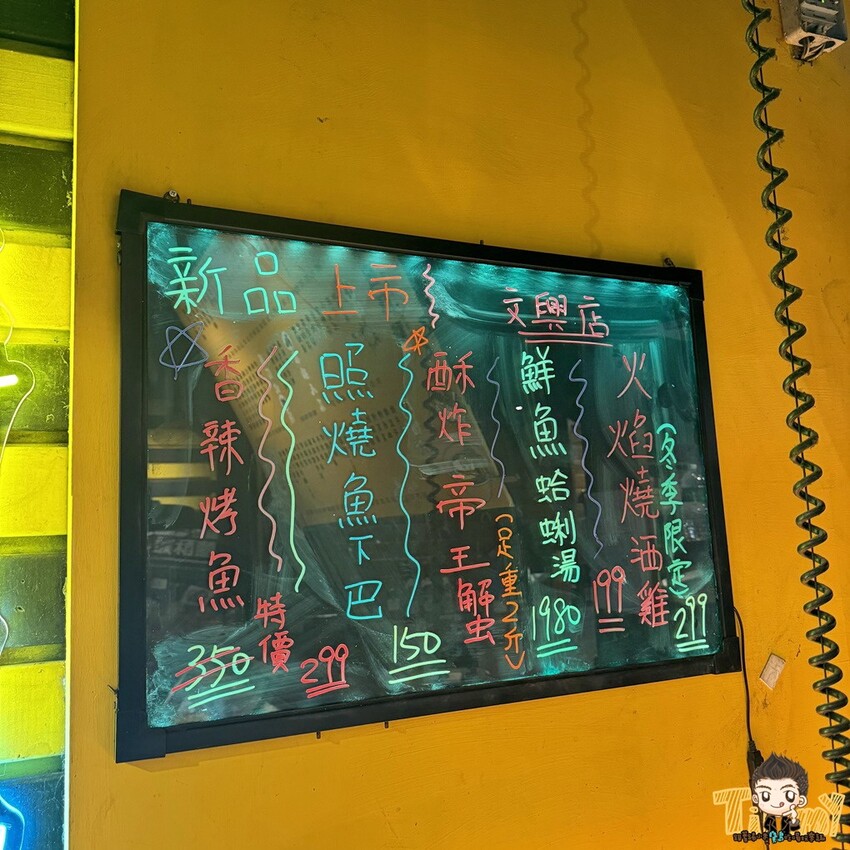 新品上市
文興店
香辣烤魚
350
特價
299
照燒魚下巴
150
酥炸帝王蟹
(足重2斤)
1980
鮮魚蛤蜊湯
199
火焰燒酒雞
(冬季限定)
299